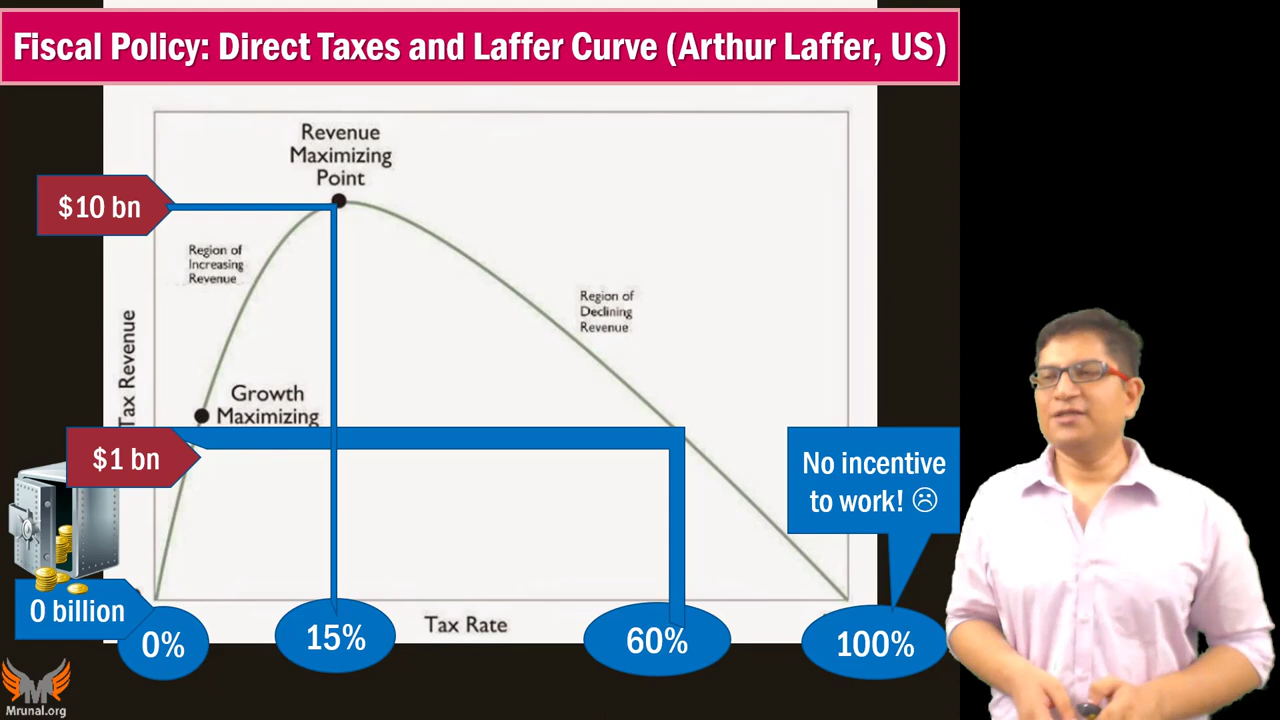 Fiscal Policy: Direct Taxes and Laffer Curve (Arthur Laffer, US)
Revenue
Maximizing
Point
$10 bn
Region of
Increasing
Revenue
Region of
Declining
Revenue
Tax Revenue
Growth
Maximizing
$1 bn
No incentive
to work! ☹
0 billion
0%
15%
Tax Rate
60%
100%
M
Mrunal.org